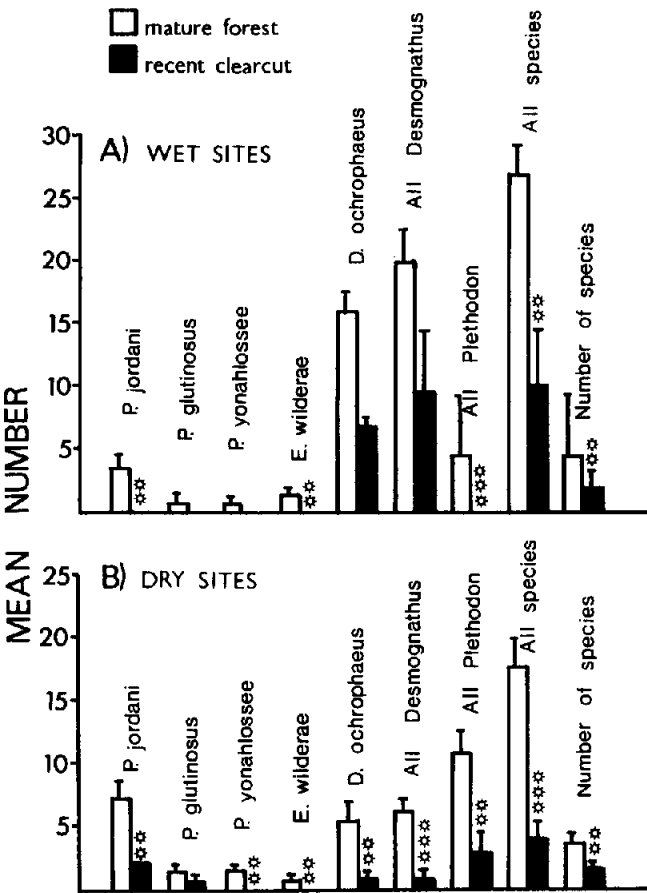 mature forest
recent clearcut
MEAN NUMBER
A) WET SITES
30
25
20
15
10
5
P. jordani
P. glutinosus
P. yonahlossee
E. wilderae
D. ochrophaeus
All Desmognathus
All Plethodon
All species
Number of species
B) DRY SITES
25
20
15
10
5
P. jordani
P. glutinosus
P. yonahlossee
E. wilderae
D. ochrophaeus
All Desmognathus
All Plethodon
All species
Number of species